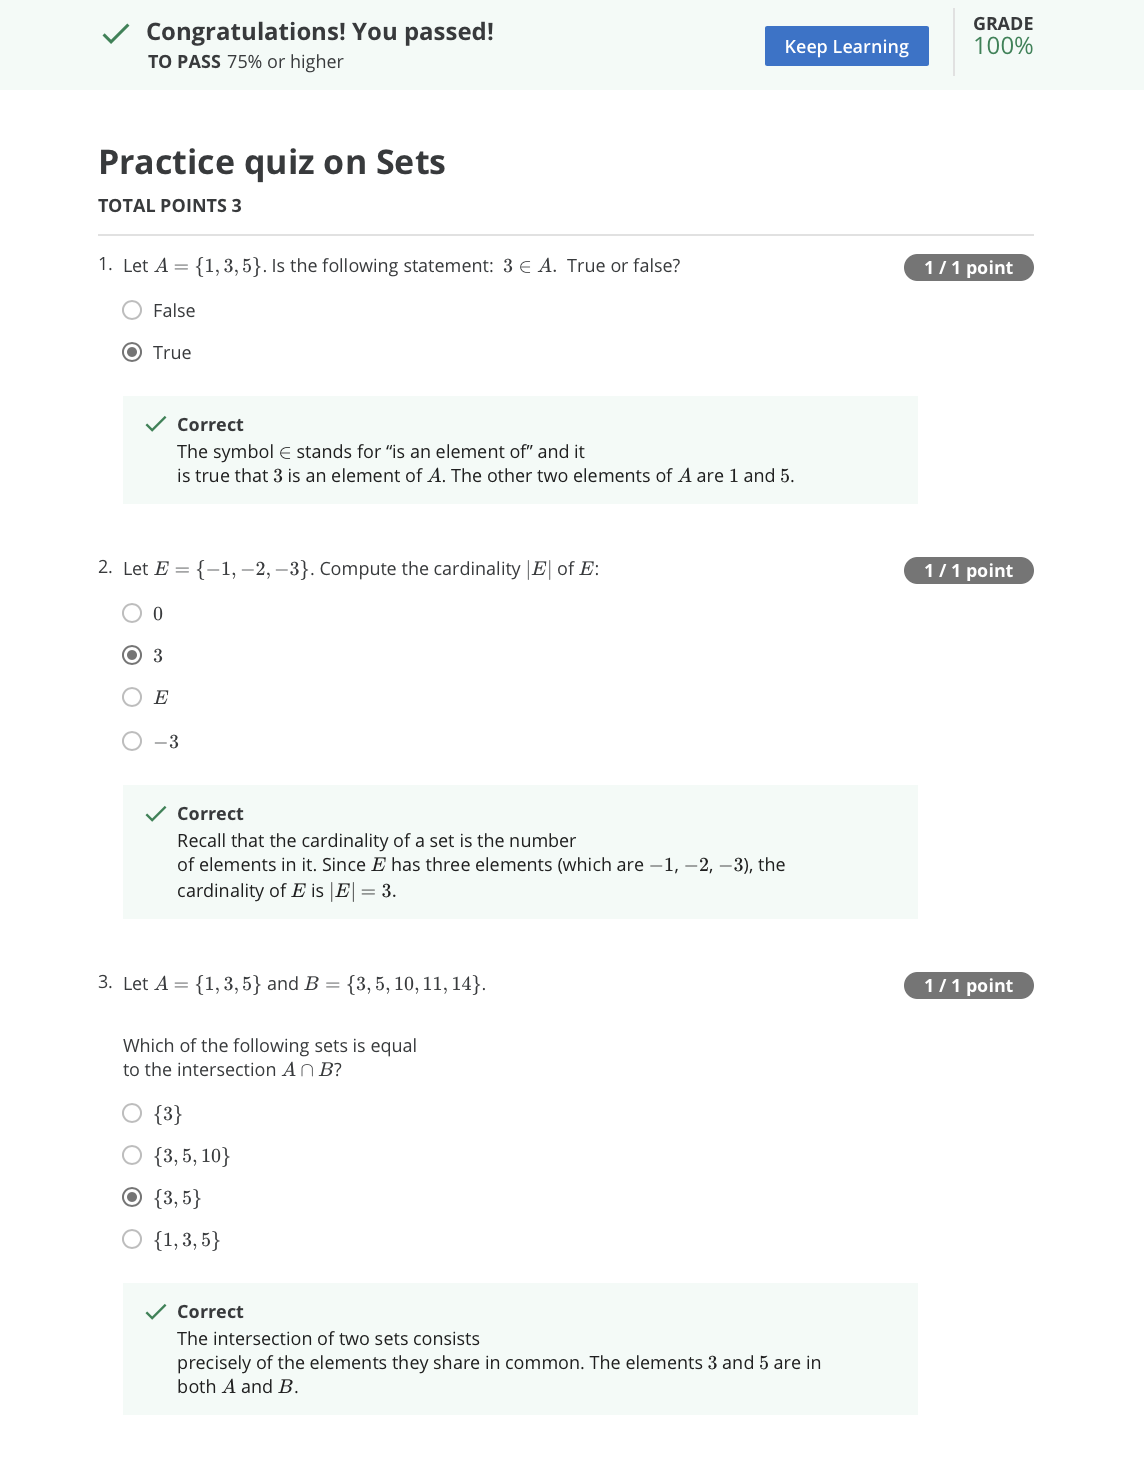 Congratulations! You passed!
TO PASS 75% or higher
Keep Learning
GRADE
100%
Practice quiz on Sets
TOTAL POINTS 3
1. Let A = {1, 3, 5}. Is the following statement: 3 ∈ A. True or false?
1 / 1 point
False
True
Correct
The symbol ∈ stands for “is an element of” and it
is true that 3 is an element of A. The other two elements of A are 1 and 5.
2. Let E = {−1, −2, −3}. Compute the cardinality |E| of E:
1 / 1 point
0
3
E
−3
Correct
Recall that the cardinality of a set is the number
of elements in it. Since E has three elements (which are −1, −2, −3), the
cardinality of E is |E| = 3.
3. Let A = {1, 3, 5} and B = {3, 5, 10, 11, 14}.
1 / 1 point
Which of the following sets is equal
to the intersection A ∩ B?
{3}
{3, 5, 10}
{3, 5}
{1, 3, 5}
Correct
The intersection of two sets consists
precisely of the elements they share in common. The elements 3 and 5 are in
both A and B.